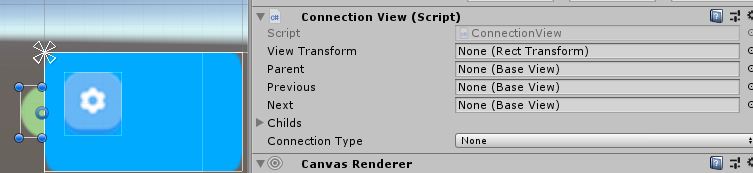 Connection View (Script)
Script ConnectionView
View Transform None (Rect Transform)
Parent None (Base View)
Previous None (Base View)
Next None (Base View)
Childs
Connection Type None
Canvas Renderer